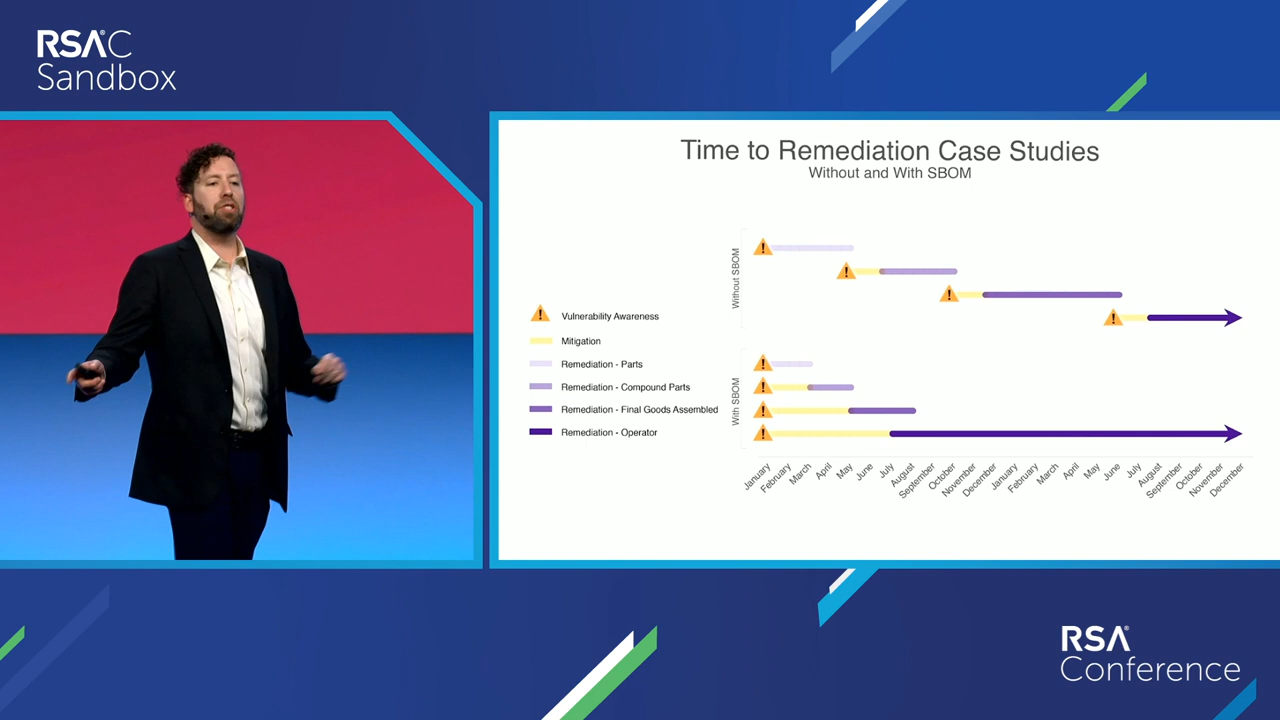 RSA®C
Sandbox
Time to Remediation Case Studies
Without and With SBOM
Without SBOM
Vulnerability Awareness
Mitigation
Remediation - Parts
Remediation - Compound Parts
Remediation - Final Goods Assembled
Remediation - Operator
With SBOM
January
February
March
April
May
June
July
August
September
October
November
December
January
February
March
April
May
June
July
August
September
October
November
December
RSA®
Conference